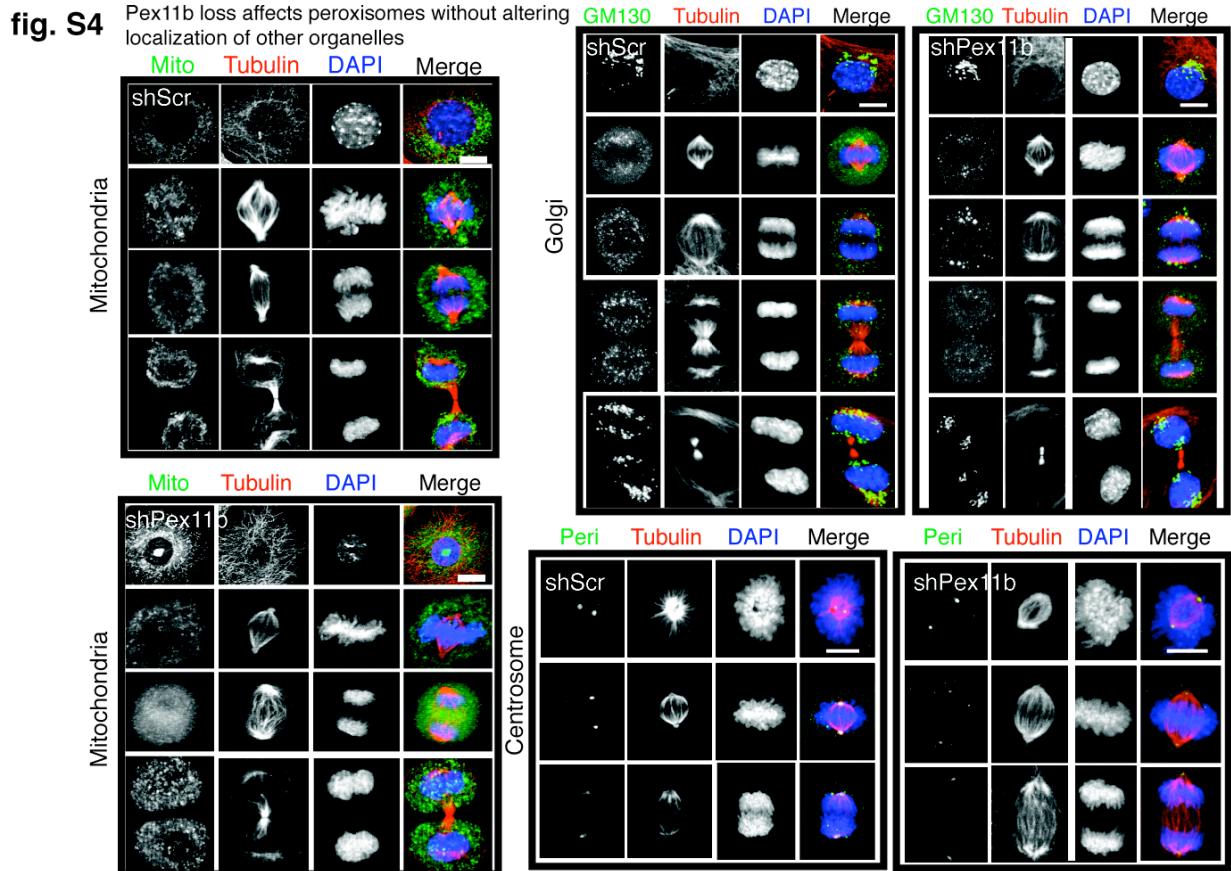 fig. S4
Pex11b loss affects peroxisomes without altering
localization of other organelles
Mito Tubulin DAPI Merge
shScr
Mitochondria
Mito Tubulin DAPI Merge
shPex11b
Mitochondria
GM130 Tubulin DAPI Merge
shScr
Golgi
GM130 Tubulin DAPI Merge
shPex11b
Peri Tubulin DAPI Merge
shScr
Centrosome
Peri Tubulin DAPI Merge
shPex11b